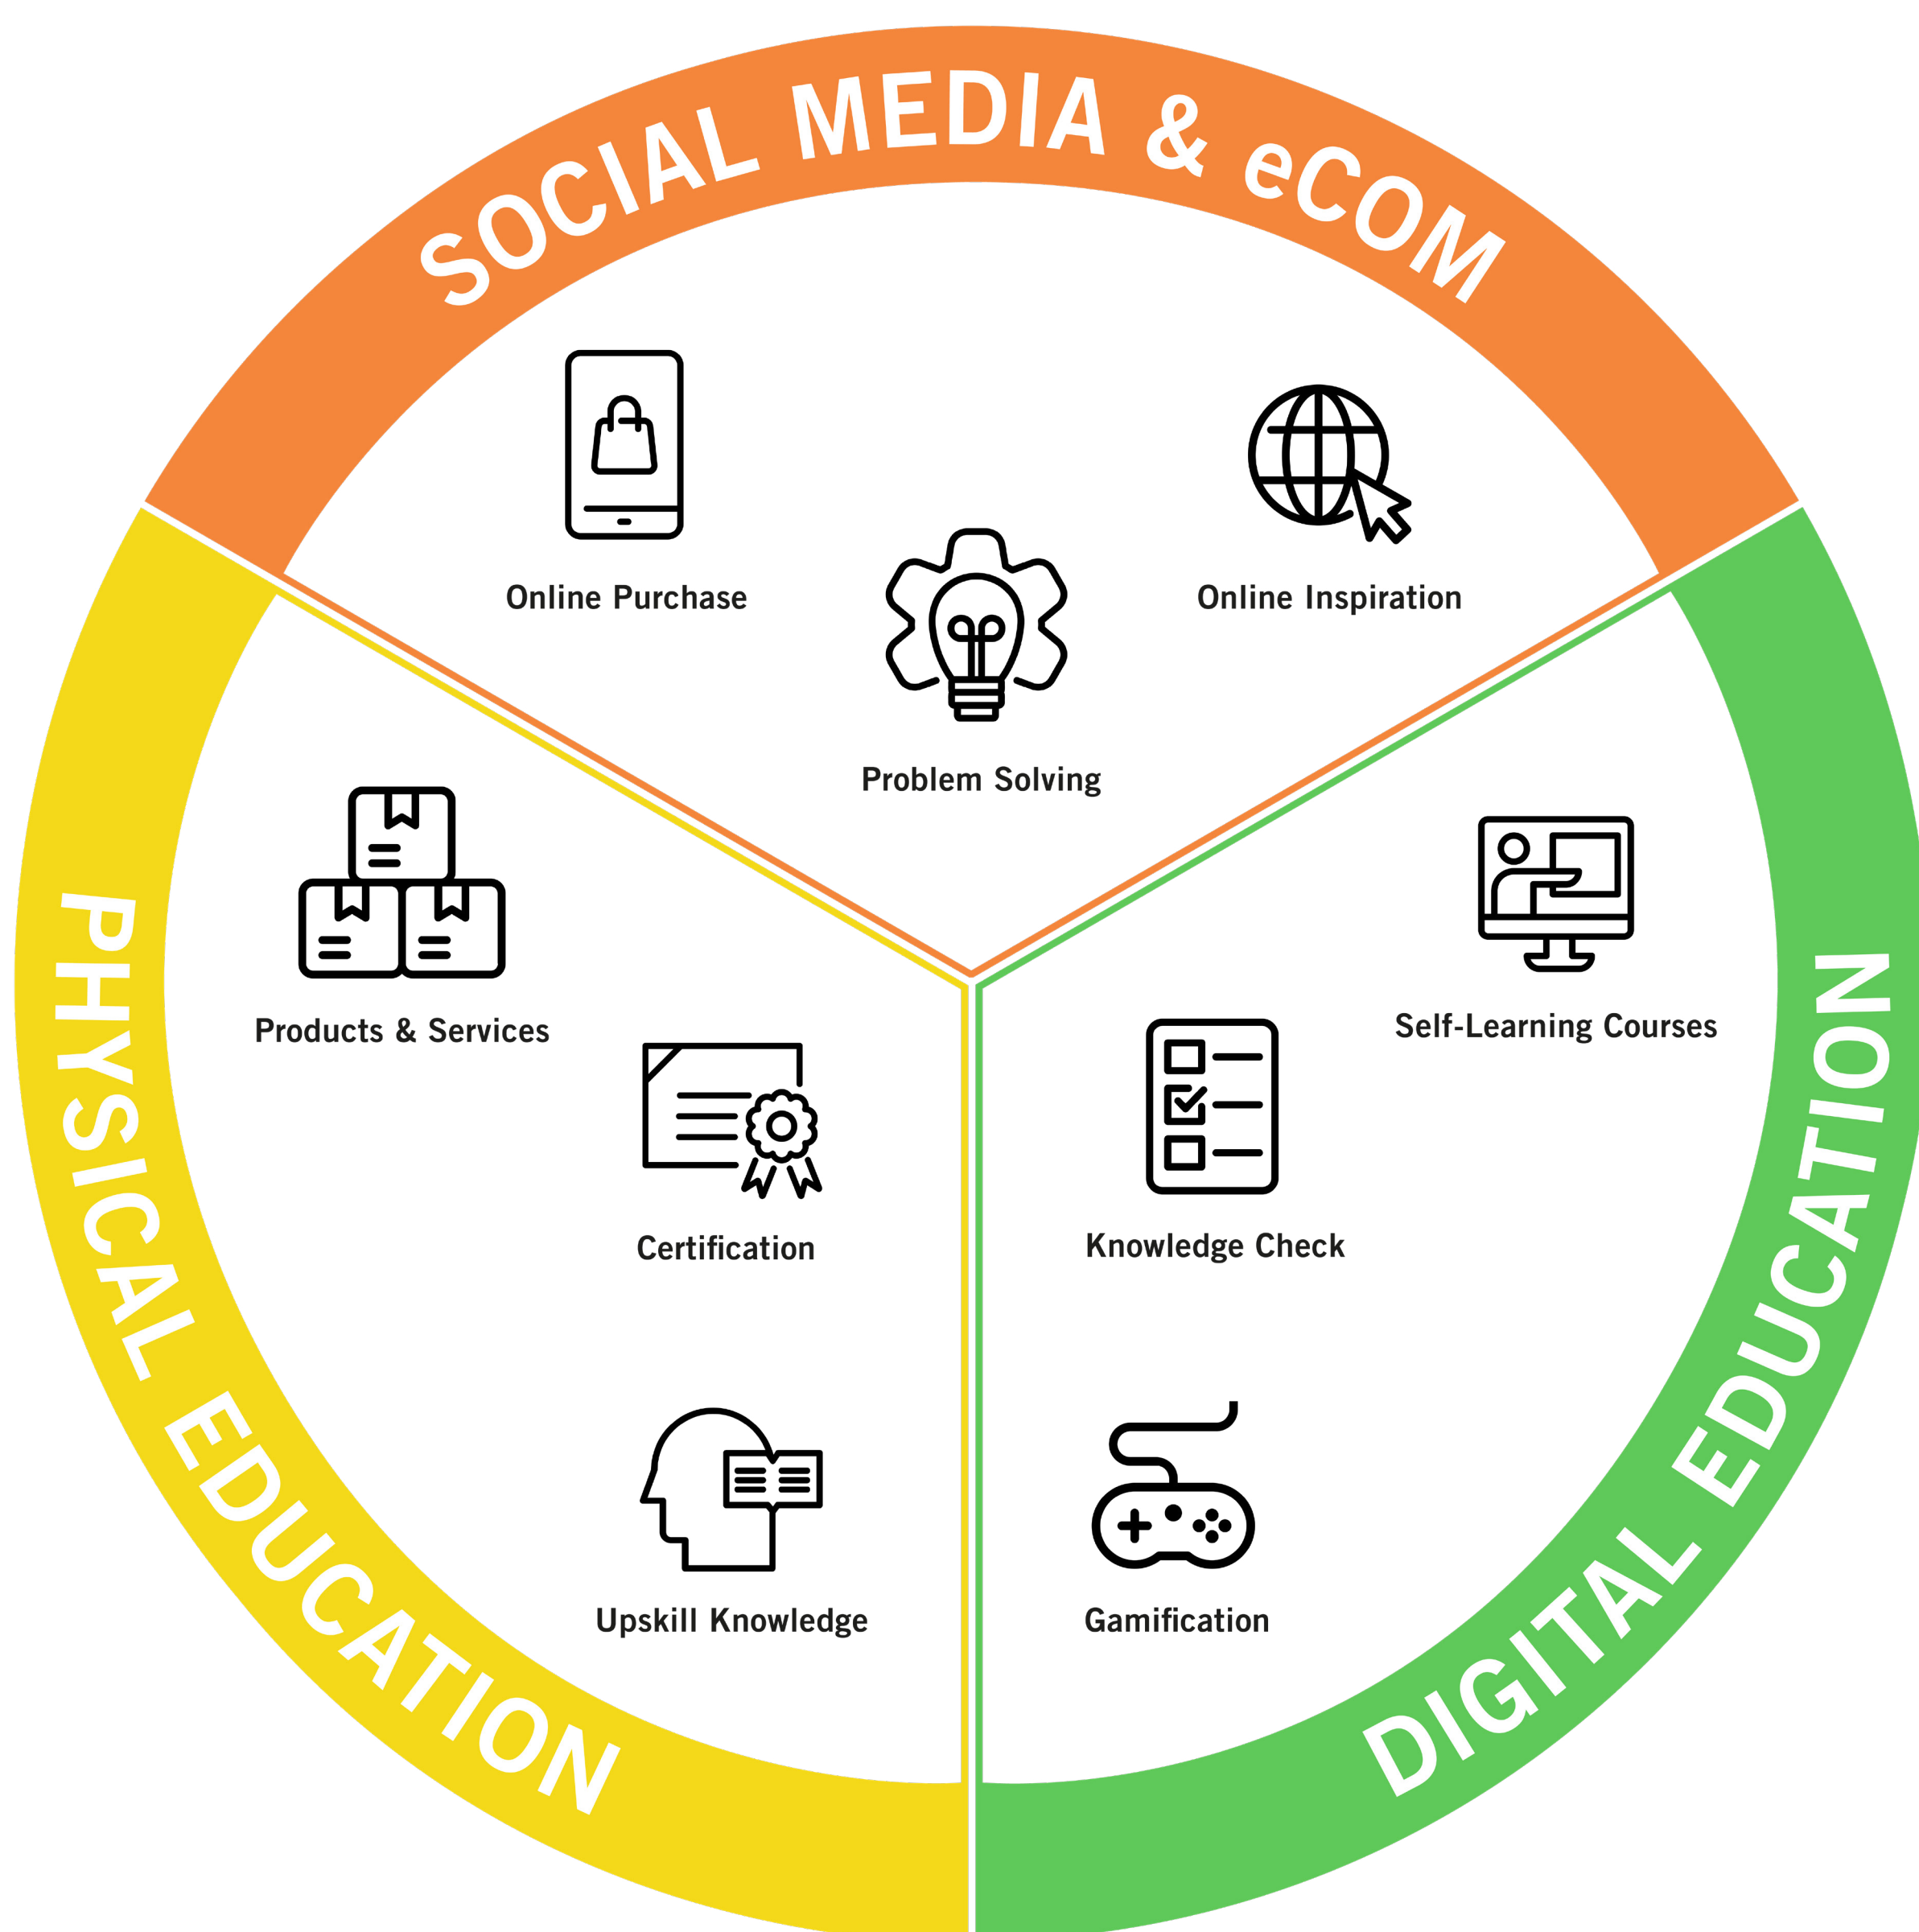 SOCIAL MEDIA & eCOM
Online Purchase
Online Inspiration
Problem Solving
PHYSICAL EDUCATION
Products & Services
Certification
Upskill Knowledge
DIGITAL EDUCATION
Self-Learning Courses
Knowledge Check
Gamification